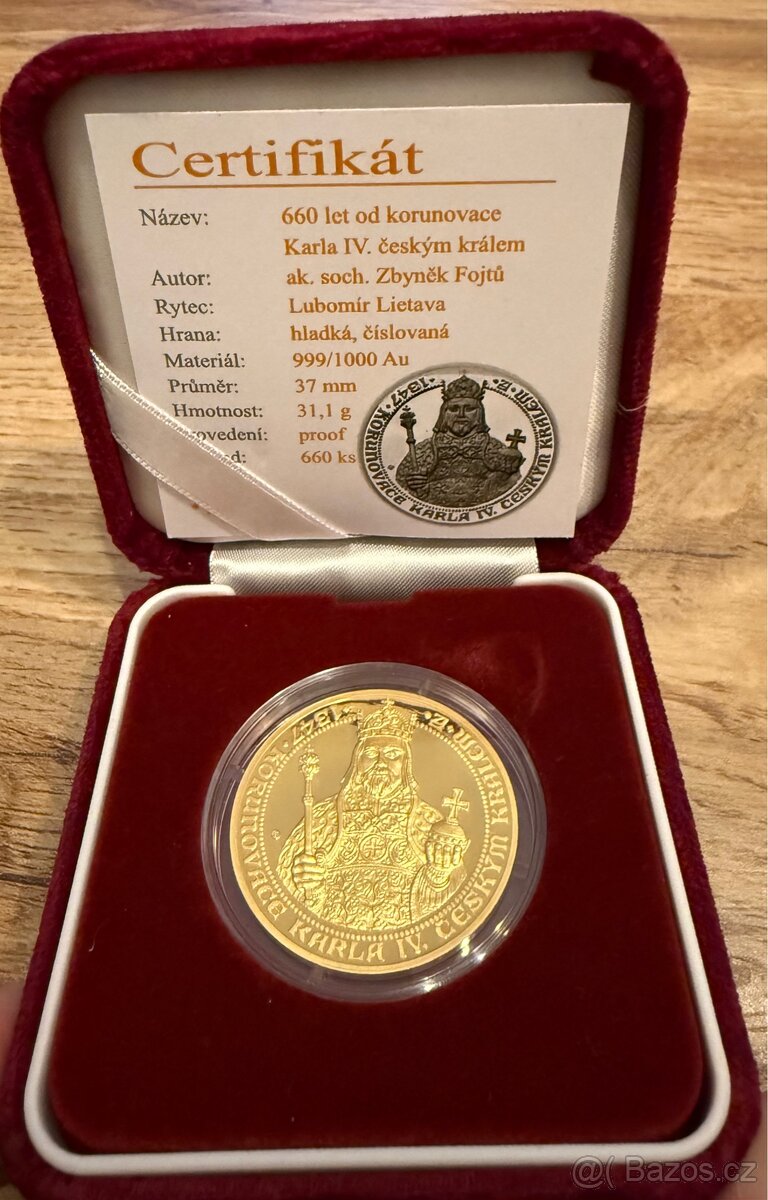 Certifikát
Název: 660 let od korunovace
Karla IV. českým králem
Autor: ak. soch. Zbyněk Fojtů
Rytec: Lubomír Lietava
Hrana: hladká, číslovaná
Materiál: 999/1000 Au
Průměr: 37 mm
Hmotnost: 31,1 g
rovedení: proof
d: 660 ks
1347 · KORUNOVACE KARLA IV. ČESKÝM KRÁLEM ·
1347 · KORUNOVACE KARLA IV. ČESKÝM KRÁLEM ·
@( Bazos.cz